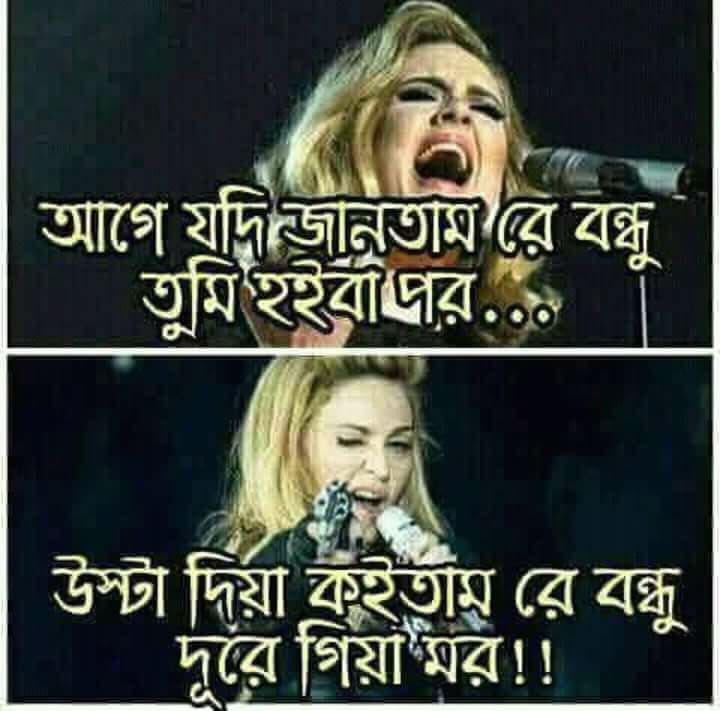 আগে যদি জানতাম রে বন্ধু
তুমি হইবা পর...
উস্টা দিয়া কইতাম রে বন্ধু
দূরে গিয়া মর!!